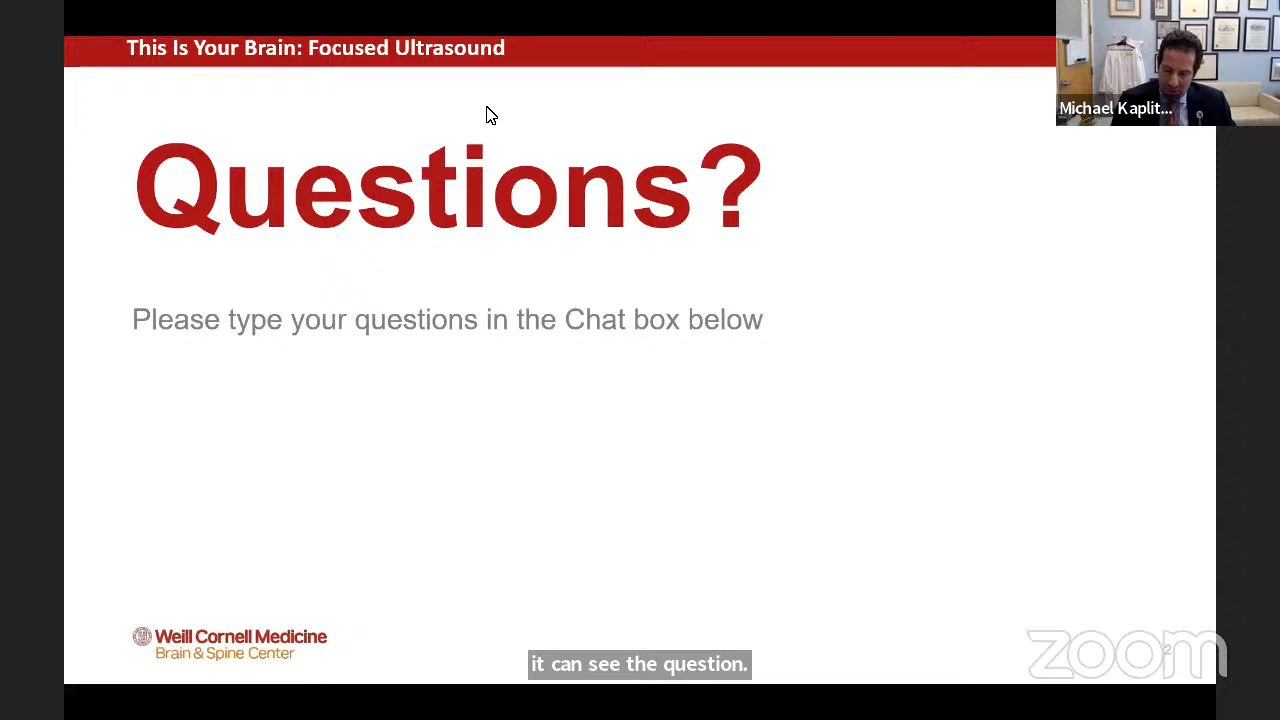 This Is Your Brain: Focused Ultrasound
Michael Kaplit...
Questions?
Please type your questions in the Chat box below
Weill Cornell Medicine
Brain & Spine Center
it can see the question.
zoom
2